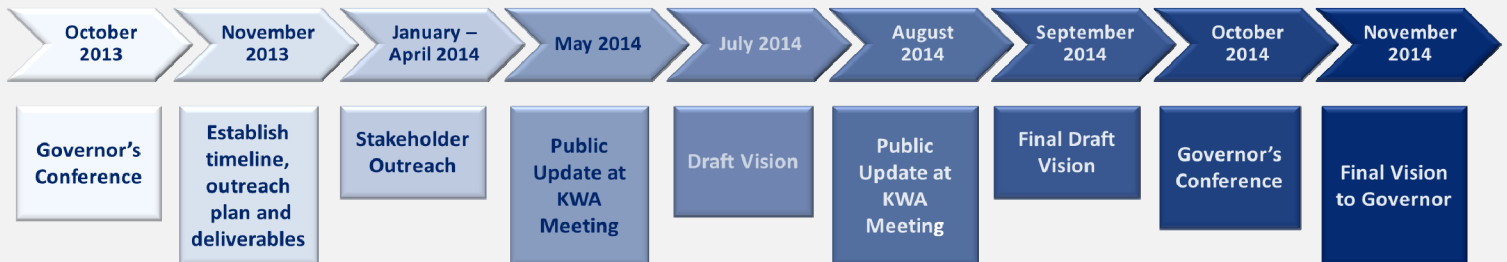 October
2013
November
2013
January –
April 2014
May 2014
July 2014
August
2014
September
2014
October
2014
November
2014
Governor's
Conference
Establish
timeline,
outreach
plan and
deliverables
Stakeholder
Outreach
Public
Update at
KWA
Meeting
Draft Vision
Public
Update at
KWA
Meeting
Final Draft
Vision
Governor's
Conference
Final Vision
to Governor